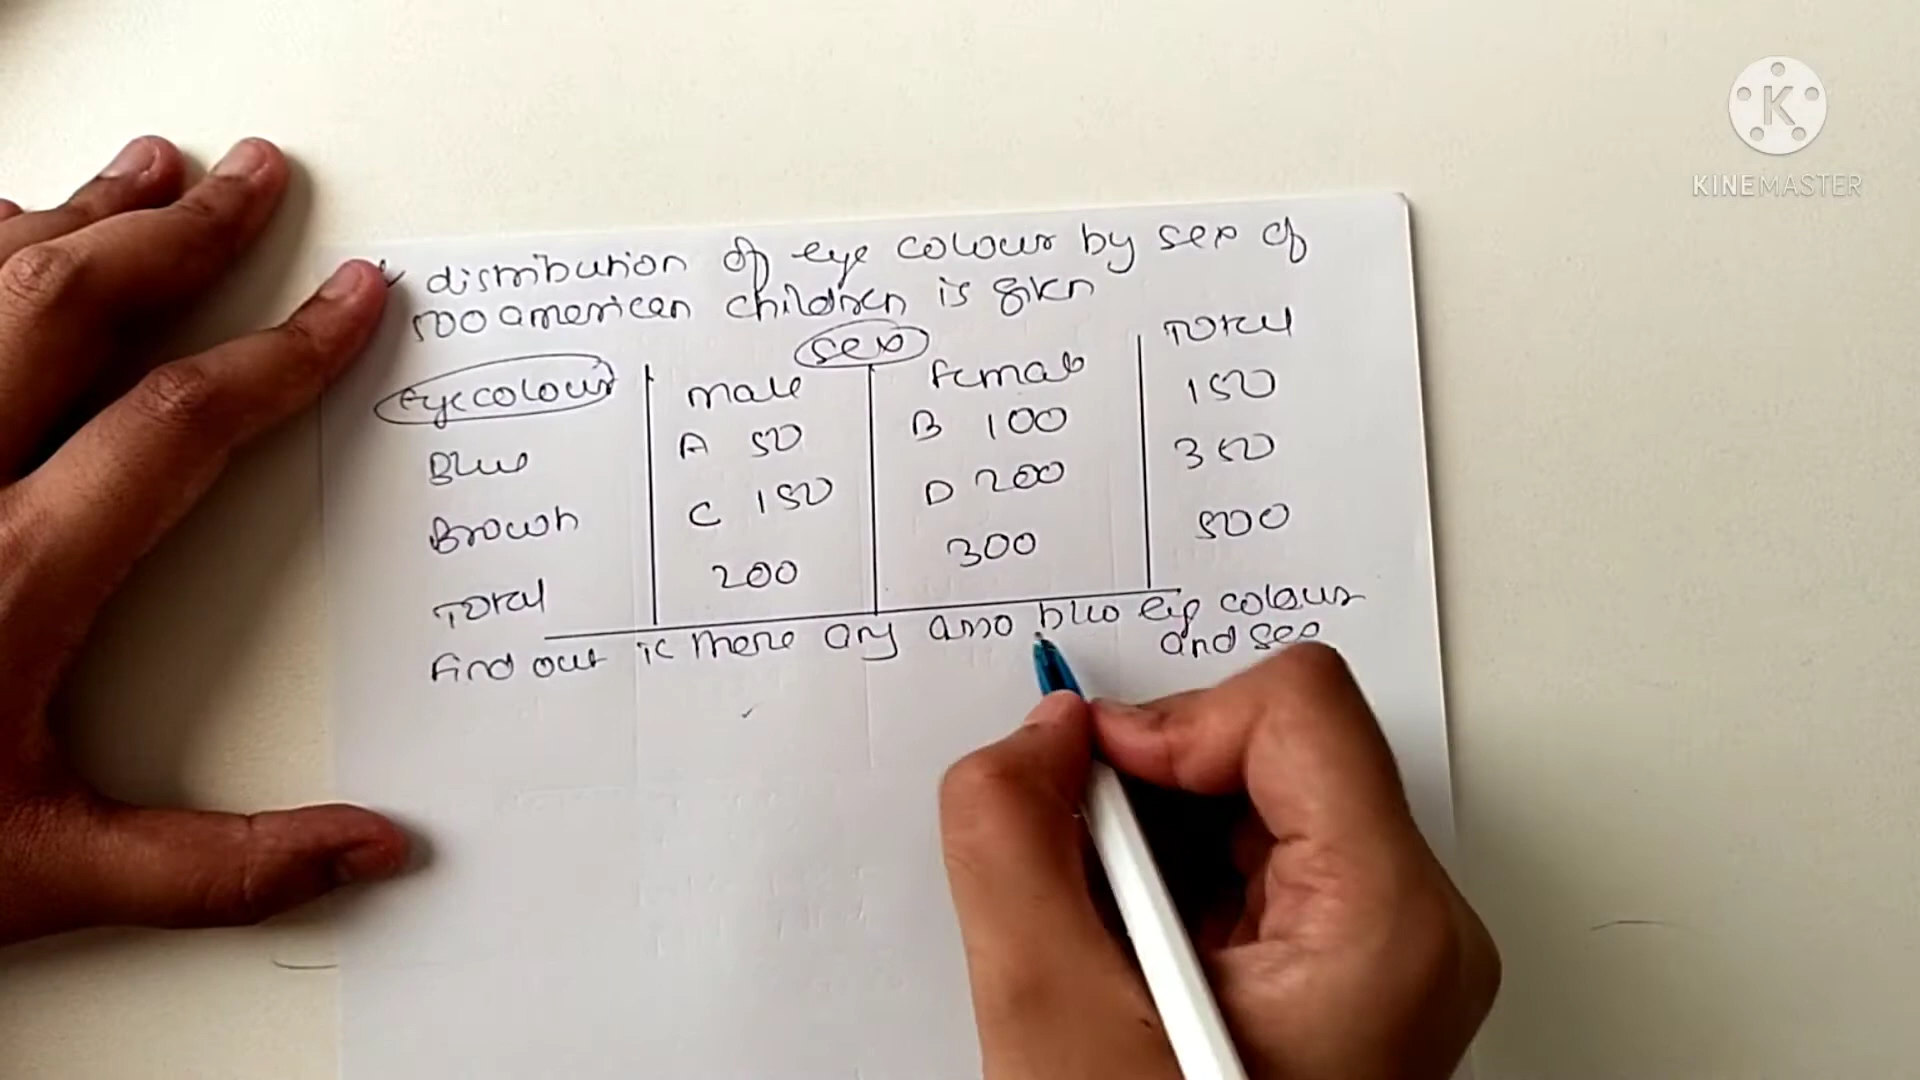 distribution of eye colour by sex of
500 american children is given
sex
Total
eye colour male female
150
Blue A 50 B 100
350
Brown C 150 D 200
500
Total 200 300
Find out is there any asso b/w eye colour
and sex
K
KINEMASTER